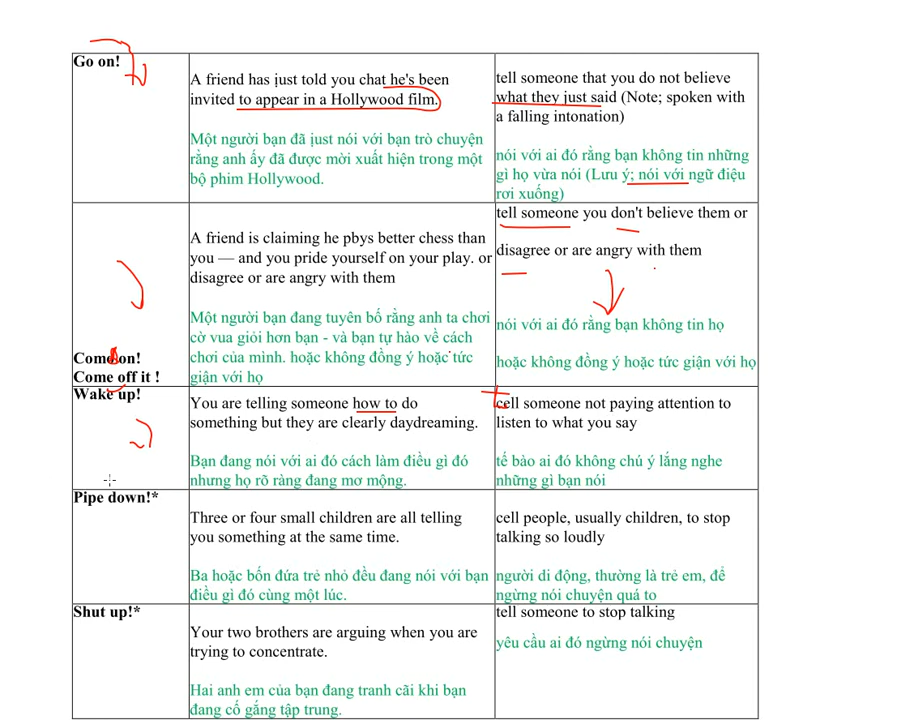 Go on!
A friend has just told you chat he's been
invited to appear in a Hollywood film.
Một người bạn đã just nói với bạn trò chuyện
rằng anh ấy đã được mời xuất hiện trong một
bộ phim Hollywood.
tell someone that you do not believe
what they just said (Note; spoken with
a falling intonation)
nói với ai đó rằng bạn không tin những
gì họ vừa nói (Lưu ý; nói với ngữ điệu
rơi xuống)
Come on!
Come off it !
A friend is claiming he pbys better chess than
you — and you pride yourself on your play. or
disagree or are angry with them
Một người bạn đang tuyên bố rằng anh ta chơi
cờ vua giỏi hơn bạn - và bạn tự hào về cách
chơi của mình. hoặc không đồng ý hoặc tức
giận với họ
tell someone you don't believe them or
disagree or are angry with them
nói với ai đó rằng bạn không tin họ
hoặc không đồng ý hoặc tức giận với họ
Wake up!
You are telling someone how to do
something but they are clearly daydreaming.
Bạn đang nói với ai đó cách làm điều gì đó
nhưng họ rõ ràng đang mơ mộng.
cell someone not paying attention to
listen to what you say
tế bào ai đó không chú ý lắng nghe
những gì bạn nói
Pipe down!*
Three or four small children are all telling
you something at the same time.
Ba hoặc bốn đứa trẻ nhỏ đều đang nói với bạn
điều gì đó cùng một lúc.
cell people, usually children, to stop
talking so loudly
người di động, thường là trẻ em, để
ngừng nói chuyện quá to
Shut up!*
Your two brothers are arguing when you are
trying to concentrate.
Hai anh em của bạn đang tranh cãi khi bạn
đang cố gắng tập trung.
tell someone to stop talking
yêu cầu ai đó ngừng nói chuyện